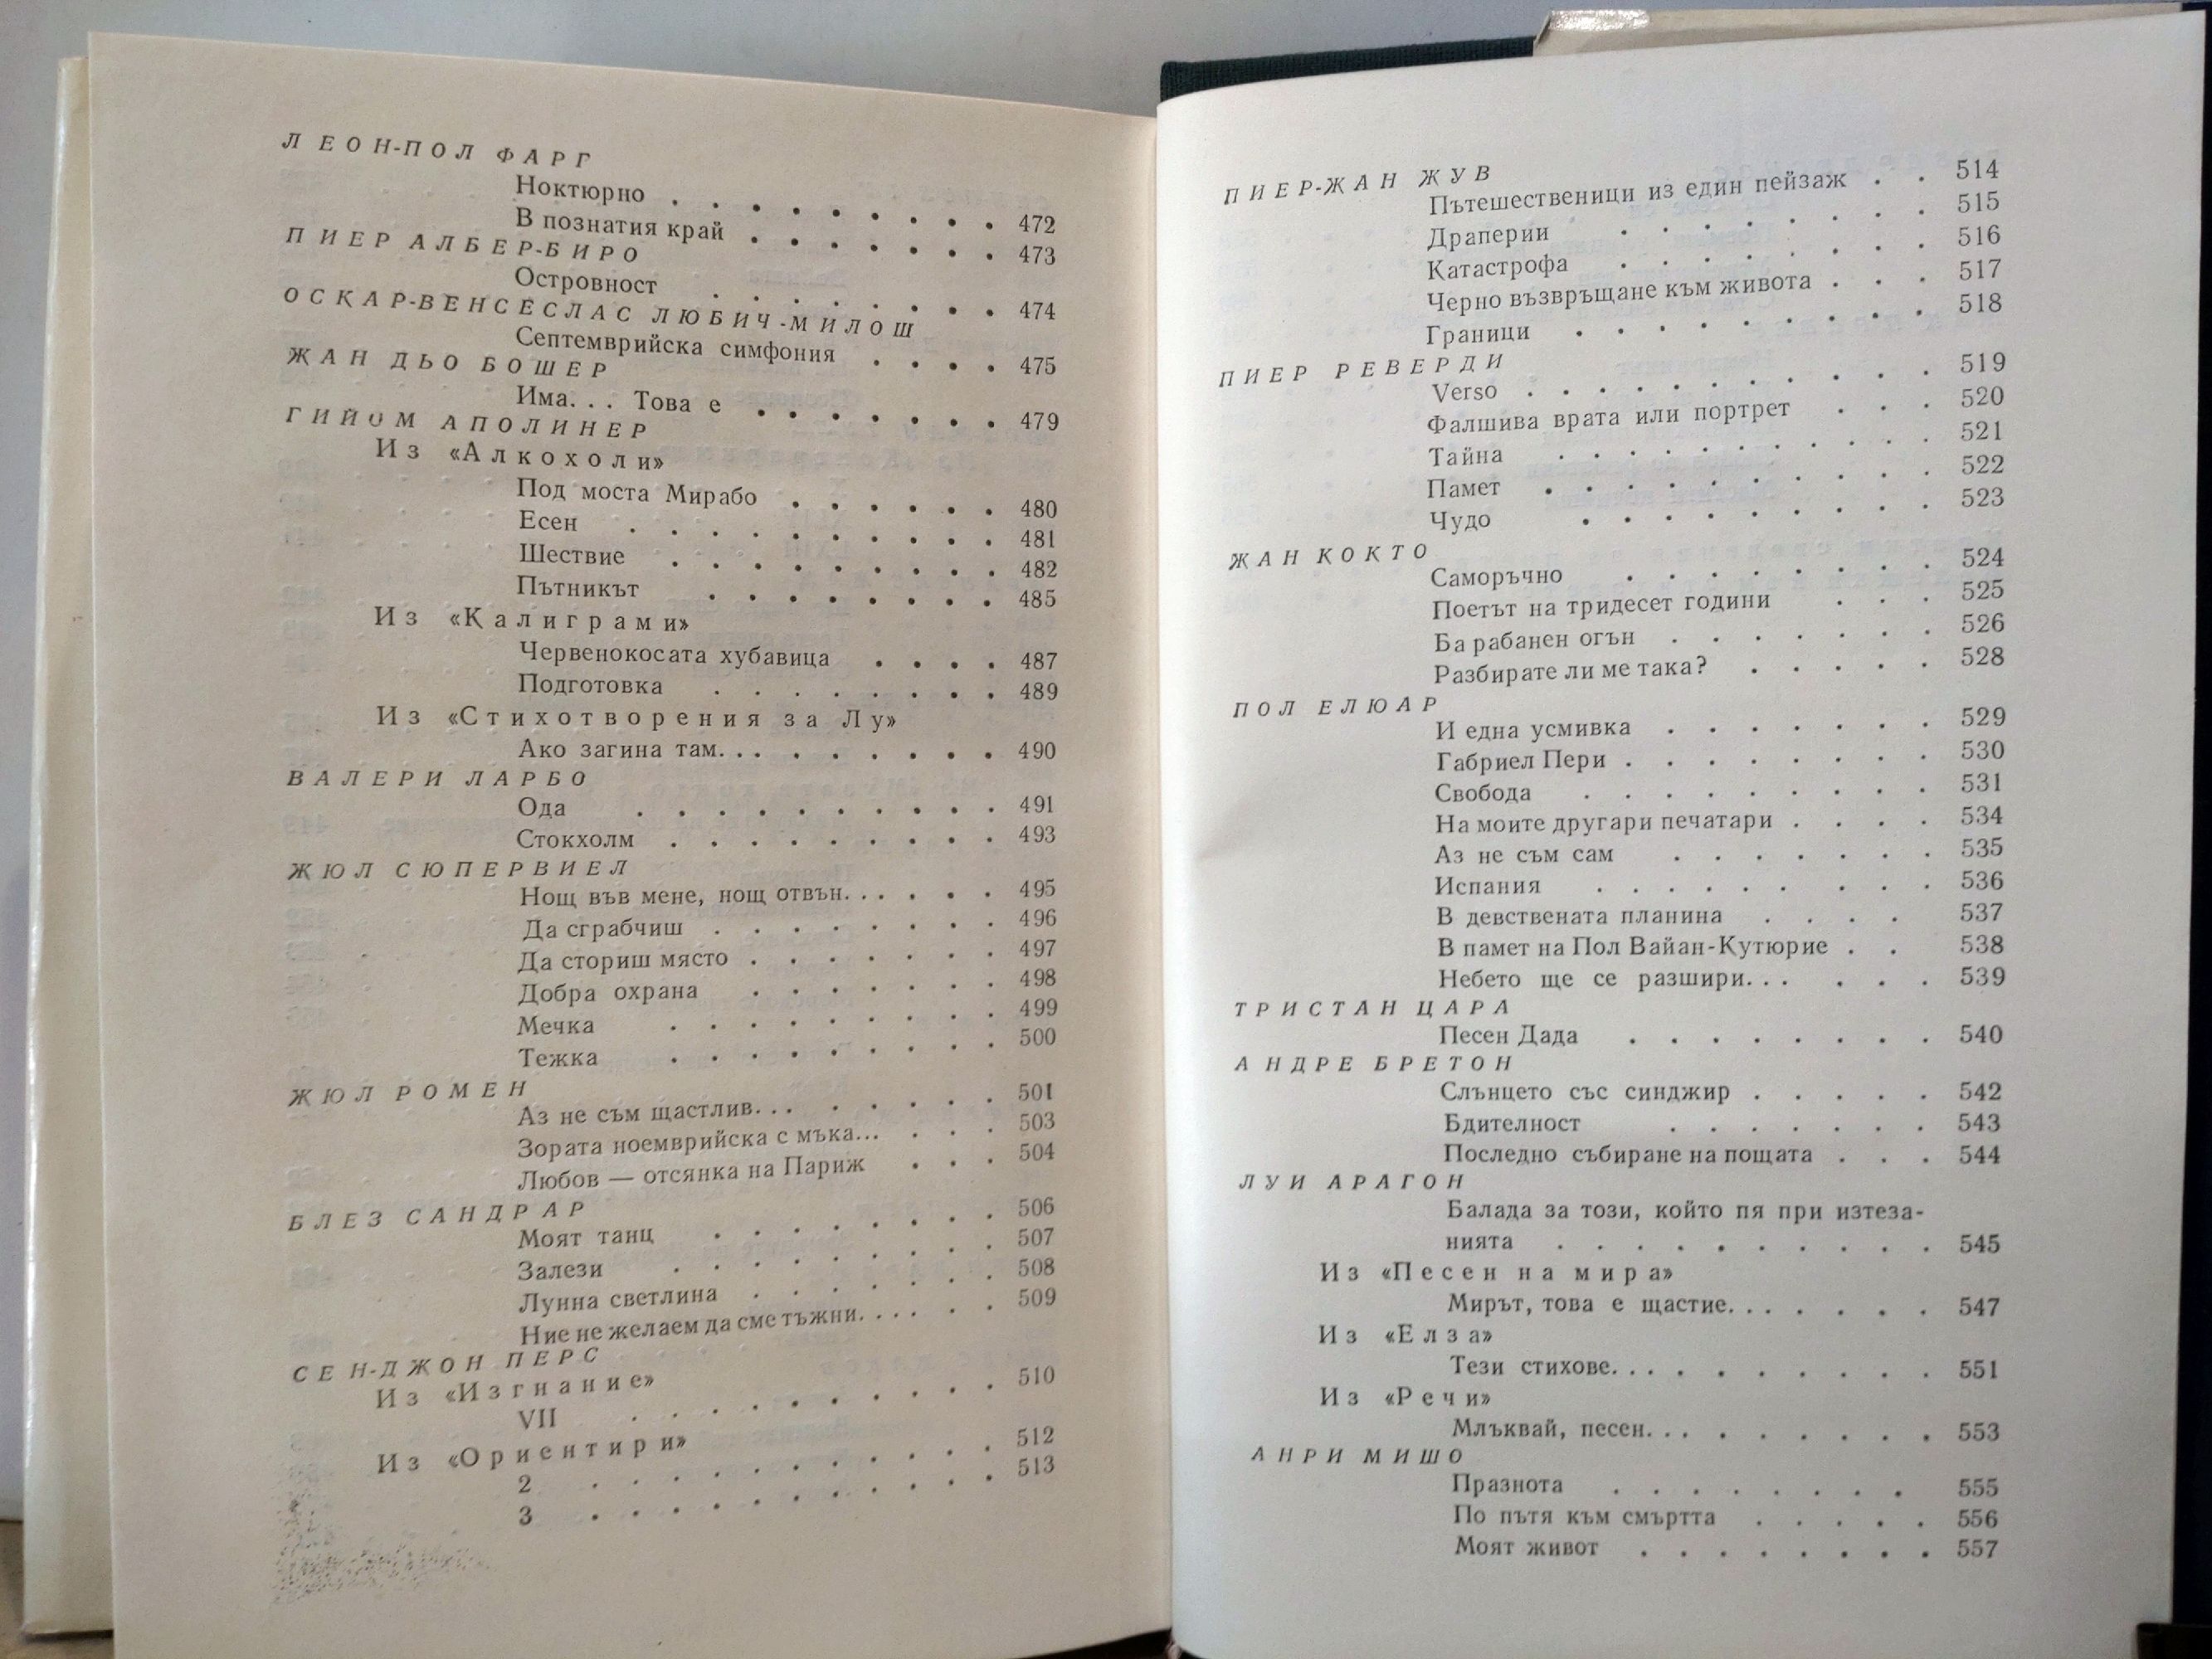 ЛЕОН-ПОЛ ФАРГ
Ноктюрно . . . . . . . . . 472
В познатия край . . . . . . . 473
ПИЕР АЛБЕР-БИРО
Островност . . . . . . . . 474
ОСКАР-ВЕНСЕСЛАС ЛЮБИЧ-МИЛОШ
Септемврийска симфония . . . . 475
ЖАН ДЬО БОШЕР
Има... Това е . . . . . . . 479
ГИЙОМ АПОЛИНЕР
Из «Алкохоли»
Под моста Мирабо . . . . . . 480
Есен . . . . . . . . . . 481
Шествие . . . . . . . . . 482
Пътникът . . . . . . . . 485
Из «Калиграми»
Червенокосата хубавица . . . . 487
Подготовка . . . . . . . . 489
Из «Стихотворения за Лу»
Ако загина там. . . . . . . . . 490
ВАЛЕРИ ЛАРБО
Ода . . . . . . . . . . 491
Стокхолм . . . . . . . . . 493
ЖЮЛ СЮПЕРВИЕЛ
Нощ във мене, нощ отвън. . . . . . . 495
Да сграбчиш . . . . . . . . 496
Да сториш място . . . . . . . 497
Добра охрана . . . . . . . 498
Мечка . . . . . . . . . 499
Тежка . . . . . . . . . 500
ЖЮЛ РОМЕН
Аз не съм щастлив. . . . . . . . 501
Зората ноемврийска с мъка... . . . 503
Любов — отсянка на Париж . . . 504
БЛЕЗ САНДРАР
Моят танц . . . . . . . . 506
Залези . . . . . . . . . 507
Лунна светлина . . . . . . . 508
Ние не желаем да сме тъжни. . . . . . 509
СЕН-ДЖОН ПЕРС
Из «Изгнание»
VII . . . . . . . . . . 510
Из «Ориентири»
2 . . . . . . . . . . . 512
3 . . . . . . . . . . . 513
ПИЕР-ЖАН ЖУВ
Пътешественици из един пейзаж . . 514
Драперии . . . . . . . . 515
Катастрофа . . . . . . . . 516
Черно възвръщане към живота . . . 517
Граници . . . . . . . . . 518
ПИЕР РЕВЕРДИ
Verso . . . . . . . . . . 519
Фалшива врата или портрет . . . 520
Тайна . . . . . . . . . . 521
Памет . . . . . . . . . . 522
Чудо . . . . . . . . . 523
ЖАН КОКТО
Саморъчно . . . . . . . . 524
Поетът на тридесет години . . . 525
Ба рабанен огън . . . . . . . 526
Разбирате ли ме така? . . . . . 528
ПОЛ ЕЛЮАР
И една усмивка . . . . . . . 529
Габриел Пери . . . . . . . . 530
Свобода . . . . . . . . . 531
На моите другари печатари . . . . 534
Аз не съм сам . . . . . . . 535
Испания . . . . . . . . . 536
В девствената планина . . . . 537
В памет на Пол Вайан-Кутюрие . . 538
Небето ще се разшири. . . . . . 539
ТРИСТАН ЦАРА
Песен Дада . . . . . . . . 540
АНДРЕ БРЕТОН
Слънцето със синджир . . . . . 542
Бдителност . . . . . . . 543
Последно събиране на пощата . . . 544
ЛУИ АРАГОН
Балада за този, който пя при изтеза-
нията . . . . . . . . . . 545
Из «Песен на мира»
Мирът, това е щастие. . . . . . . 547
Из «Елза»
Тези стихове. . . . . . . . . . 551
Из «Речи»
Млъквай, песен. . . . . . . . . 553
АНРИ МИШО
Празнота . . . . . . . . 555
По пътя към смъртта . . . . . 556
Моят живот . . . . . . . . 557